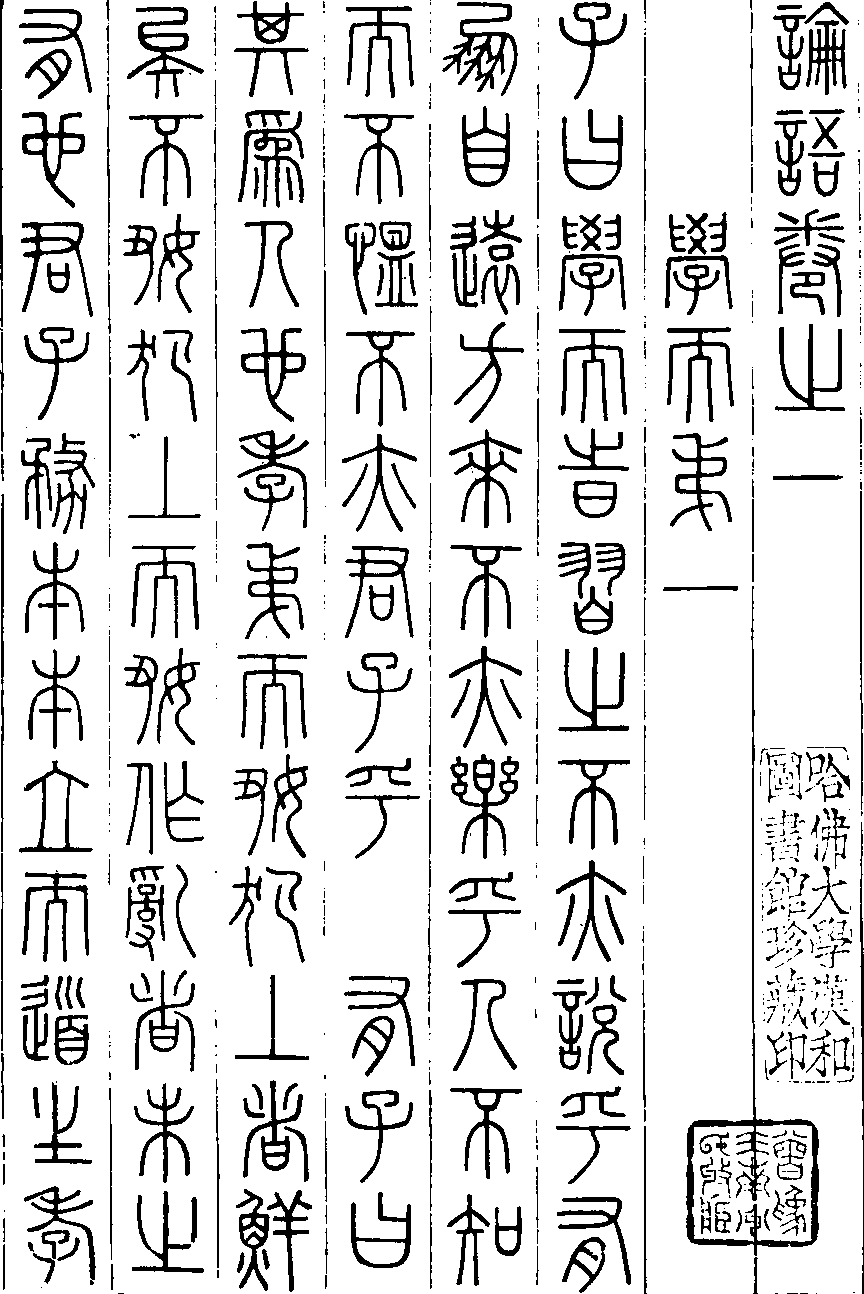 論語卷之一
學而弟一
子曰學而時習之不亦說乎有
朋自遠方來不亦樂乎人不知
而不慍不亦君子乎　有子曰
其爲人也孝弟而好犯上者鮮
矣不好犯上而好作亂者未之
有也君子務本本立而道生孝
哈佛大學漢和
圖書館珍藏印